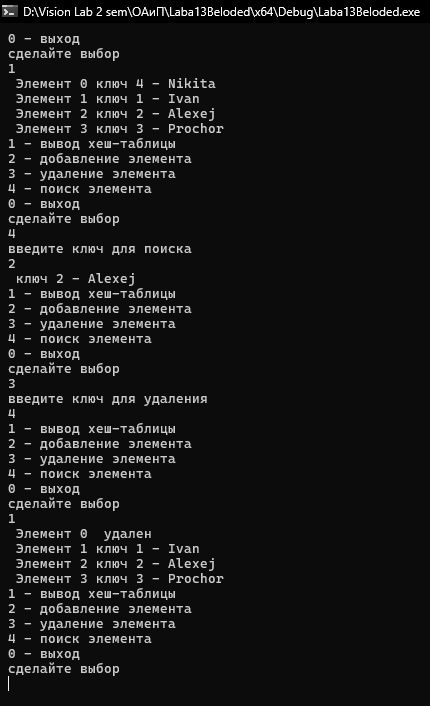 D:\Vision Lab 2 sem\ОАиП\Laba13Beloded\x64\Debug\Laba13Beloded.exe
0 – выход
сделайте выбор
1
Элемент 0 ключ 4 – Nikita
Элемент 1 ключ 1 – Ivan
Элемент 2 ключ 2 – Alexej
Элемент 3 ключ 3 – Prochor
1 – вывод хеш-таблицы
2 – добавление элемента
3 – удаление элемента
4 – поиск элемента
0 – выход
сделайте выбор
4
введите ключ для поиска
2
ключ 2 – Alexej
1 – вывод хеш-таблицы
2 – добавление элемента
3 – удаление элемента
4 – поиск элемента
0 – выход
сделайте выбор
3
введите ключ для удаления
4
1 – вывод хеш-таблицы
2 – добавление элемента
3 – удаление элемента
4 – поиск элемента
0 – выход
сделайте выбор
1
Элемент 0  удален
Элемент 1 ключ 1 – Ivan
Элемент 2 ключ 2 – Alexej
Элемент 3 ключ 3 – Prochor
1 – вывод хеш-таблицы
2 – добавление элемента
3 – удаление элемента
4 – поиск элемента
0 – выход
сделайте выбор